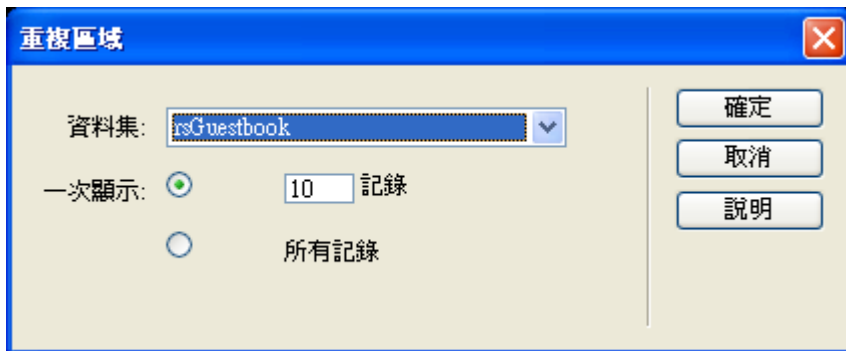 重複區域
資料集: rsGuestbook
確定
取消
一次顯示: 10 記錄
說明
所有記錄